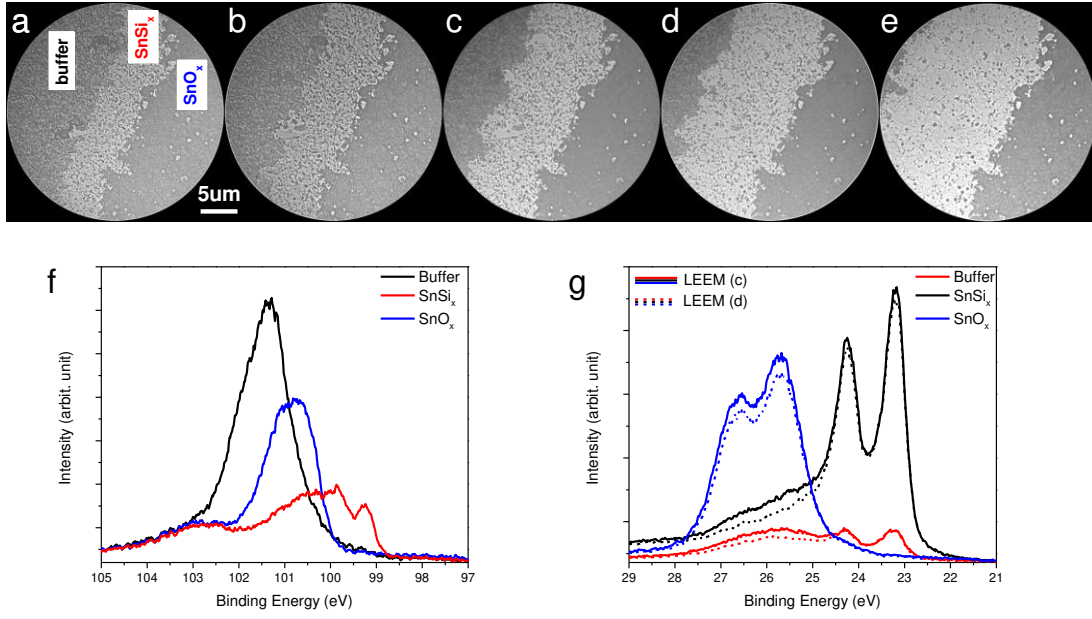 a
b
c
d
e
buffer
SnSiₓ
SnOₓ
5um
f
Buffer
SnSiₓ
SnOₓ
Intensity (arbit. unit)
105 104 103 102 101 100 99 98 97
Binding Energy (eV)
g
LEEM (c)
LEEM (d)
Buffer
SnSiₓ
SnOₓ
Intensity (arbit. unit)
29 28 27 26 25 24 23 22 21
Binding Energy (eV)